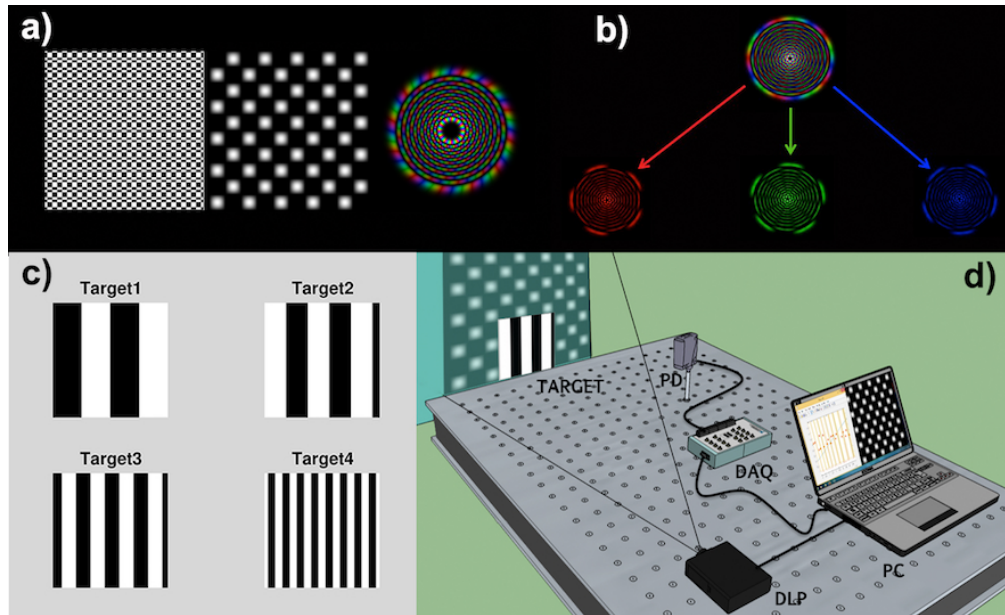 a)
b)
c)
Target1
Target2
Target3
Target4
d)
TARGET
PD
DAQ
PC
DLP